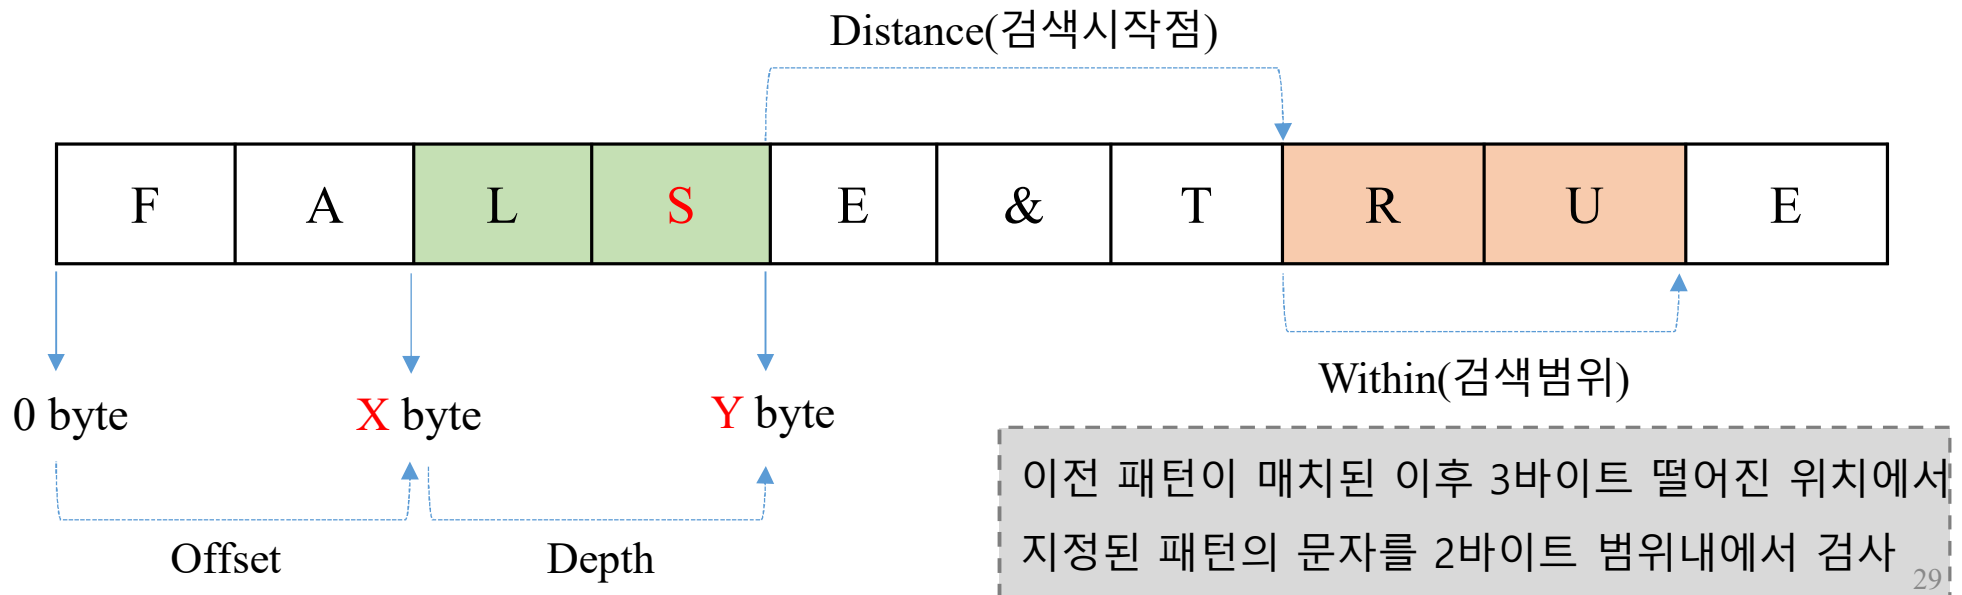 Distance(검색시작점)
F A L S E & T R U E
Within(검색범위)
0 byte X byte Y byte
Offset Depth
이전 패턴이 매치된 이후 3바이트 떨어진 위치에서
지정된 패턴의 문자를 2바이트 범위내에서 검사
29